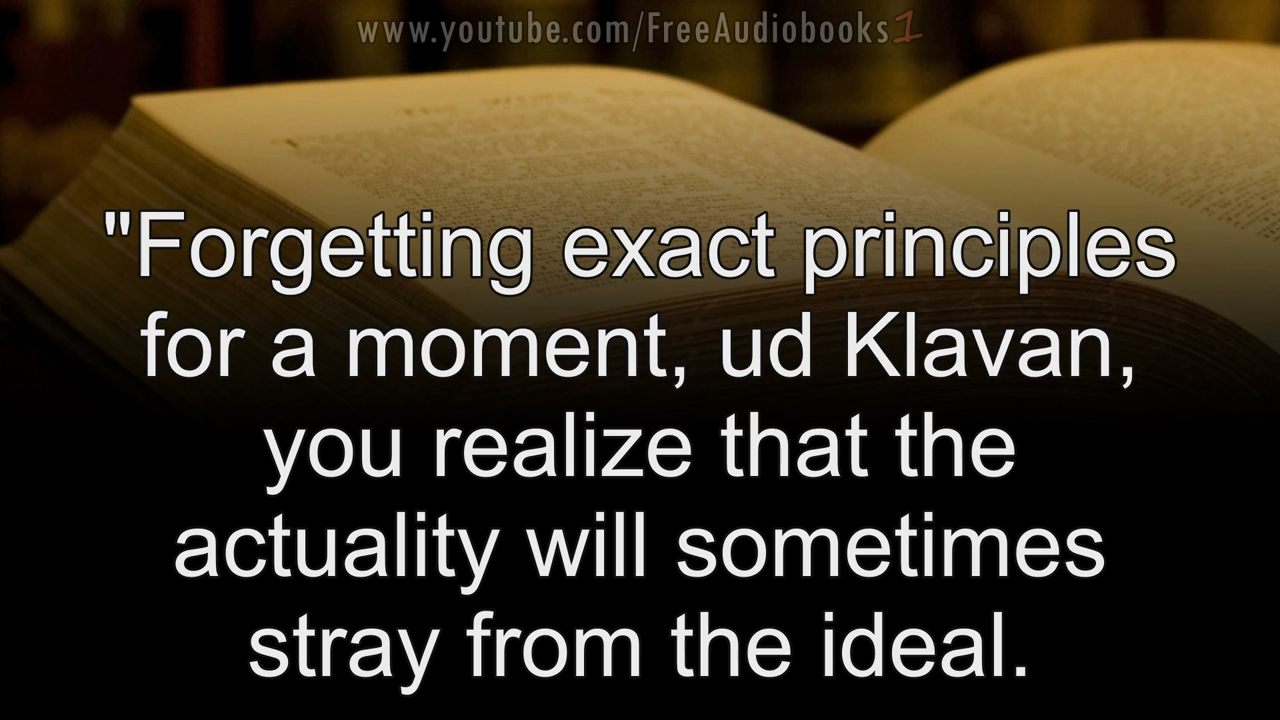 www.youtube.com/FreeAudiobooks1
"Forgetting exact principles
for a moment, ud Klavan,
you realize that the
actuality will sometimes
stray from the ideal.